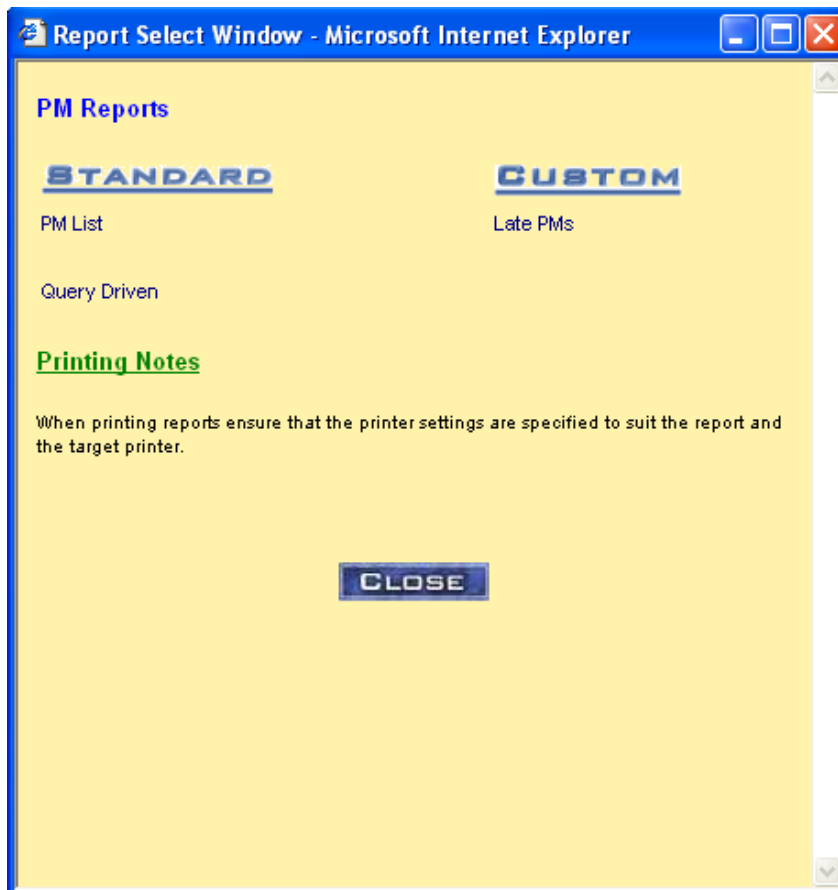 Report Select Window - Microsoft Internet Explorer
PM Reports
STANDARD CUSTOM
PM List Late PMs
Query Driven
Printing Notes
When printing reports ensure that the printer settings are specified to suit the report and
the target printer.
CLOSE